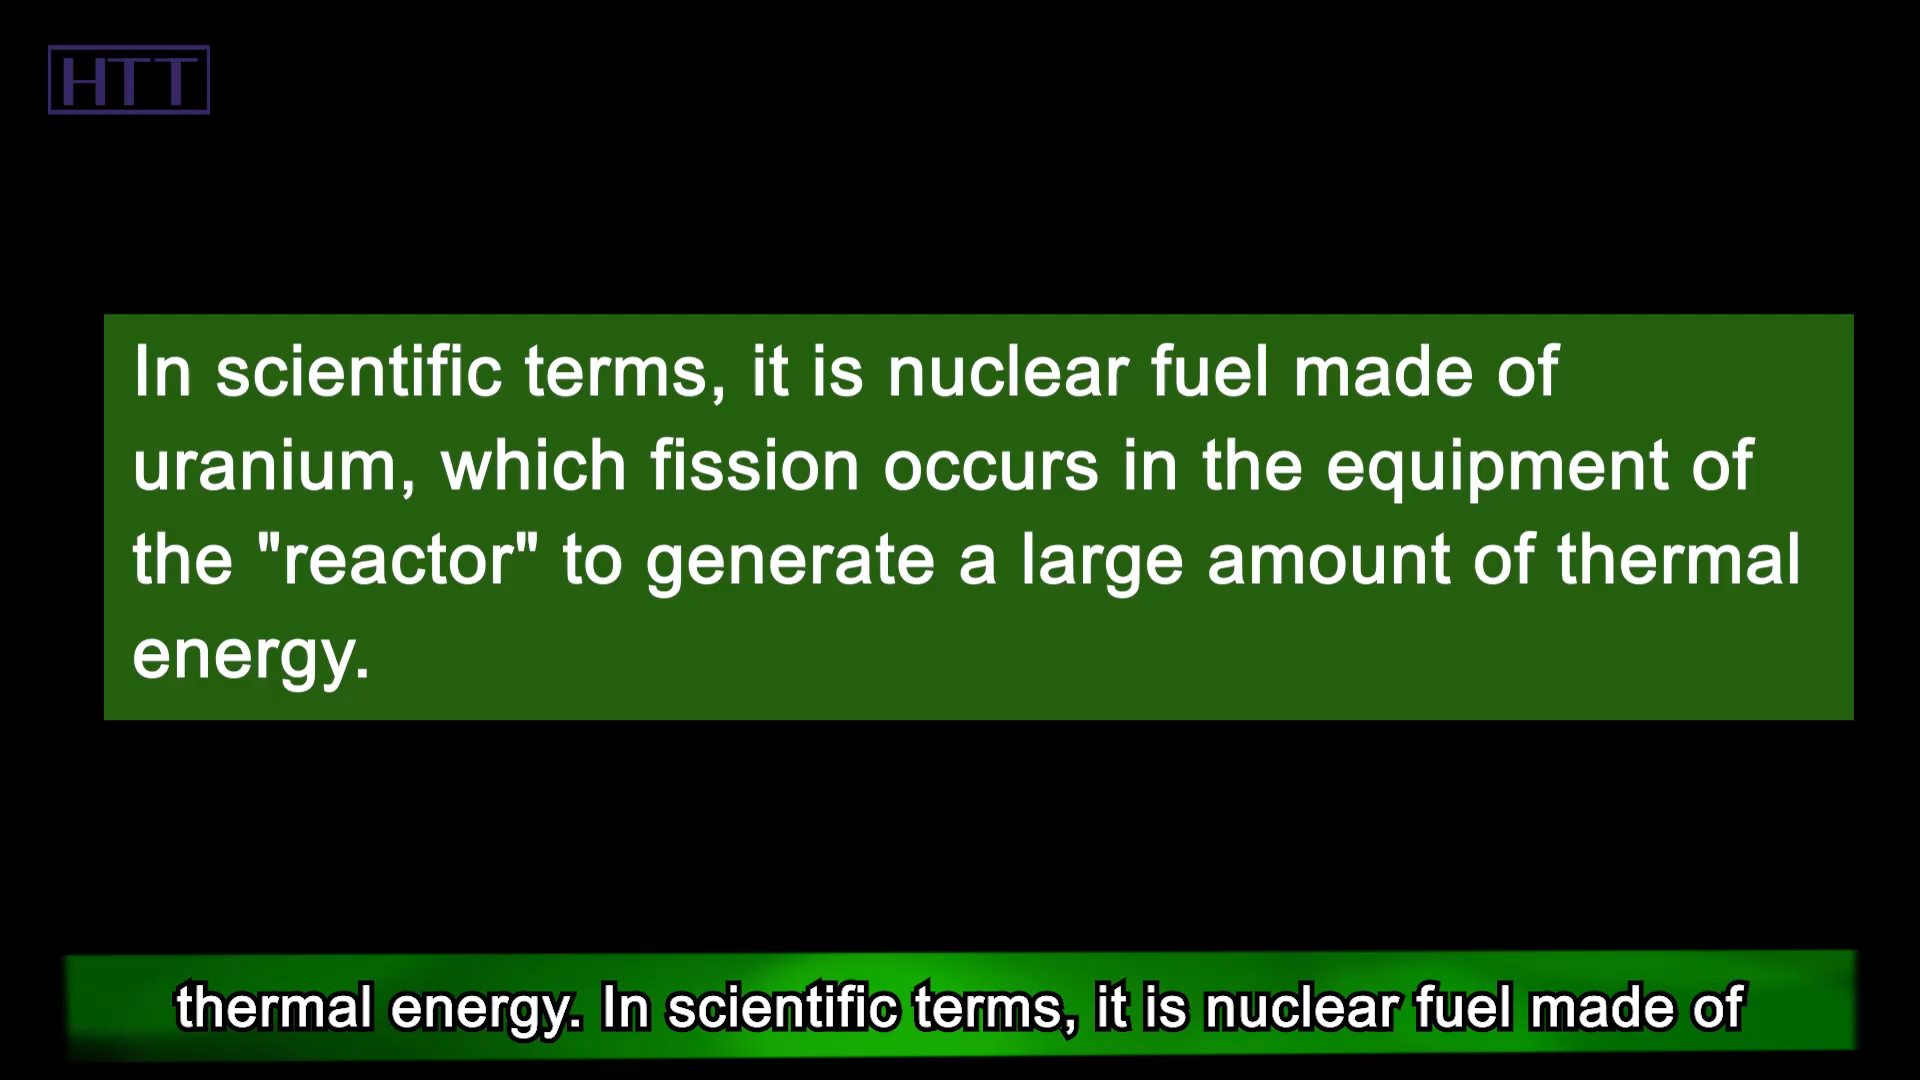 HTT
In scientific terms, it is nuclear fuel made of
uranium, which fission occurs in the equipment of
the "reactor" to generate a large amount of thermal
energy.
thermal energy. In scientific terms, it is nuclear fuel made of